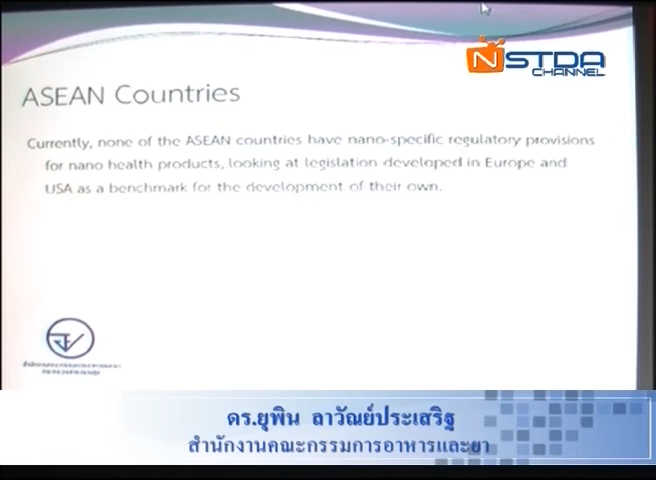 NSTDA
CHANNEL
ASEAN Countries
Currently, none of the ASEAN countries have nano-specific regulatory provisions
for nano health products, looking at legislation developed in Europe and
USA as a benchmark for the development of their own.
ดร.ยุพิน ลาวัณย์ประเสริฐ
สำนักงานคณะกรรมการอาหารและยา